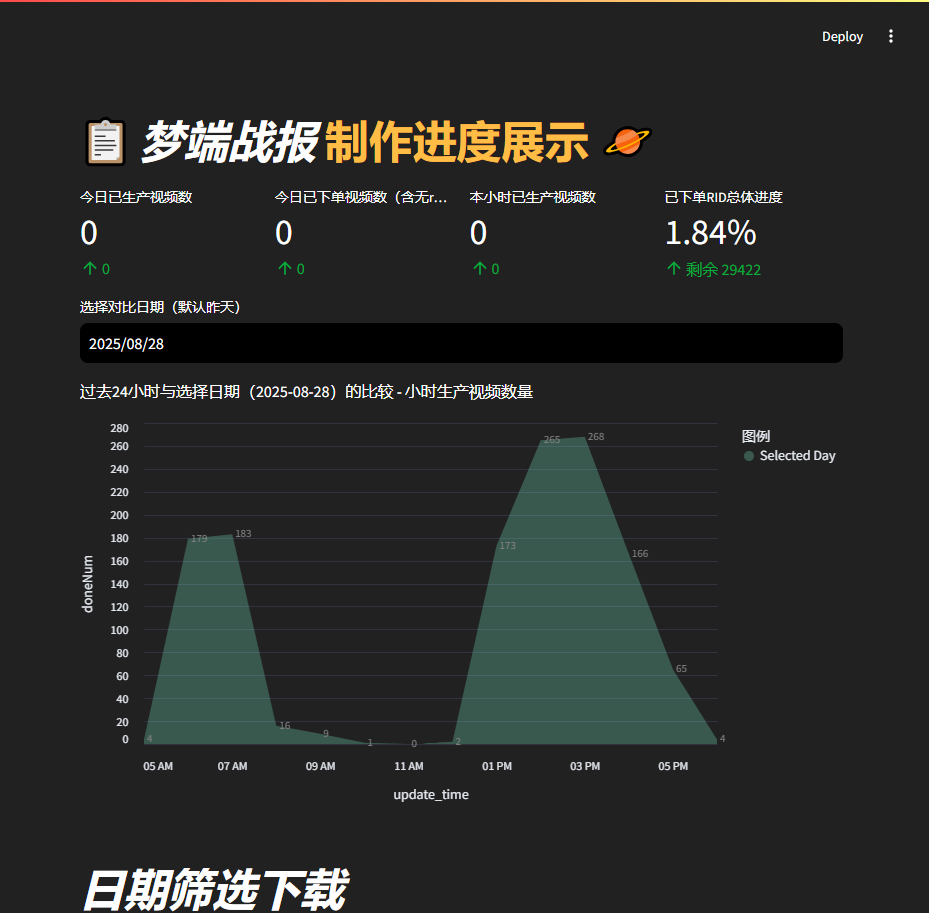 Deploy
梦端战报 制作进度展示
今日已生产视频数
0
↑ 0
今日已下单视频数（含无r...
0
↑ 0
本小时已生产视频数
0
↑ 0
已下单RID总体进度
1.84%
↑ 剩余 29422
选择对比日期（默认昨天）
2025/08/28
过去24小时与选择日期（2025-08-28）的比较 - 小时生产视频数量
图例
Selected Day
doneNum
280
260
240
220
200
180
160
140
120
100
80
60
40
20
0
4
179
183
16
9
1
0
2
173
265
268
166
65
4
05 AM
07 AM
09 AM
11 AM
01 PM
03 PM
05 PM
update_time
日期筛选下载